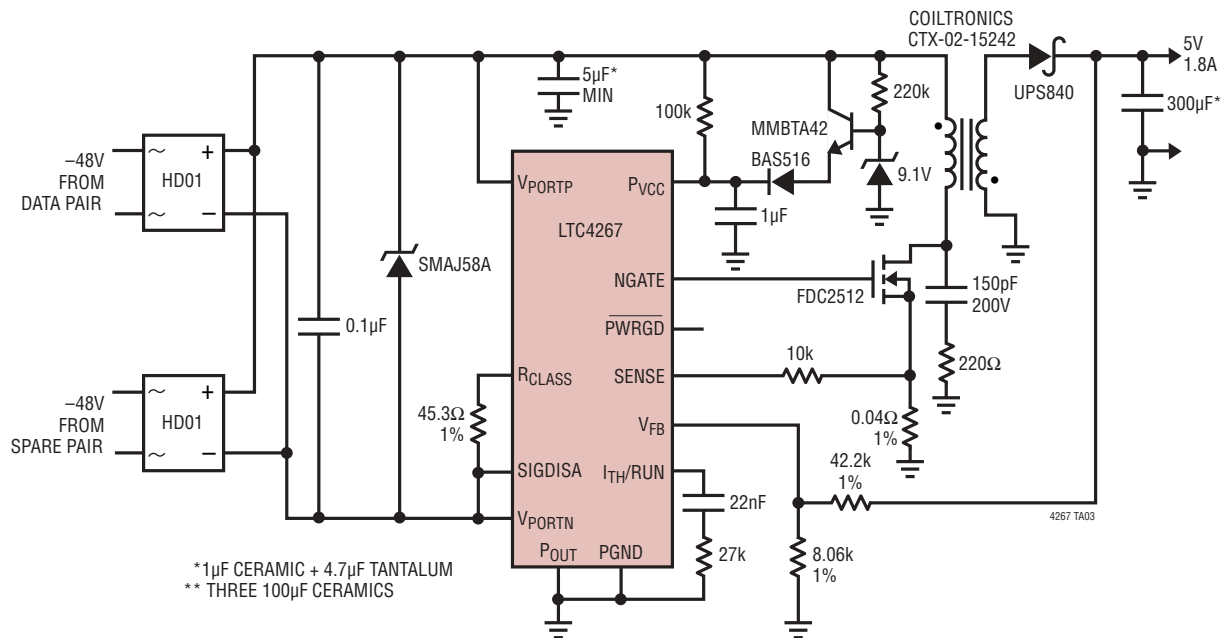 COILTRONICS
CTX-02-15242
5V
1.8A
UPS840
300µF*
5µF*
MIN
100k
220k
MMBTA42
BAS516
9.1V
1µF
–48V
FROM
DATA PAIR
~
~
+
–
HD01
VPORTP
PVCC
LTC4267
SMAJ58A
NGATE
FDC2512
150pF
200V
PWRGD
0.1µF
10k
220Ω
–48V
FROM
SPARE PAIR
~
~
+
–
HD01
RCLASS
SENSE
45.3Ω
1%
VFB
0.04Ω
1%
42.2k
1%
SIGDISA
ITH/RUN
22nF
VPORTN
4267 TA03
POUT
PGND
27k
8.06k
1%
*1µF CERAMIC + 4.7µF TANTALUM
** THREE 100µF CERAMICS